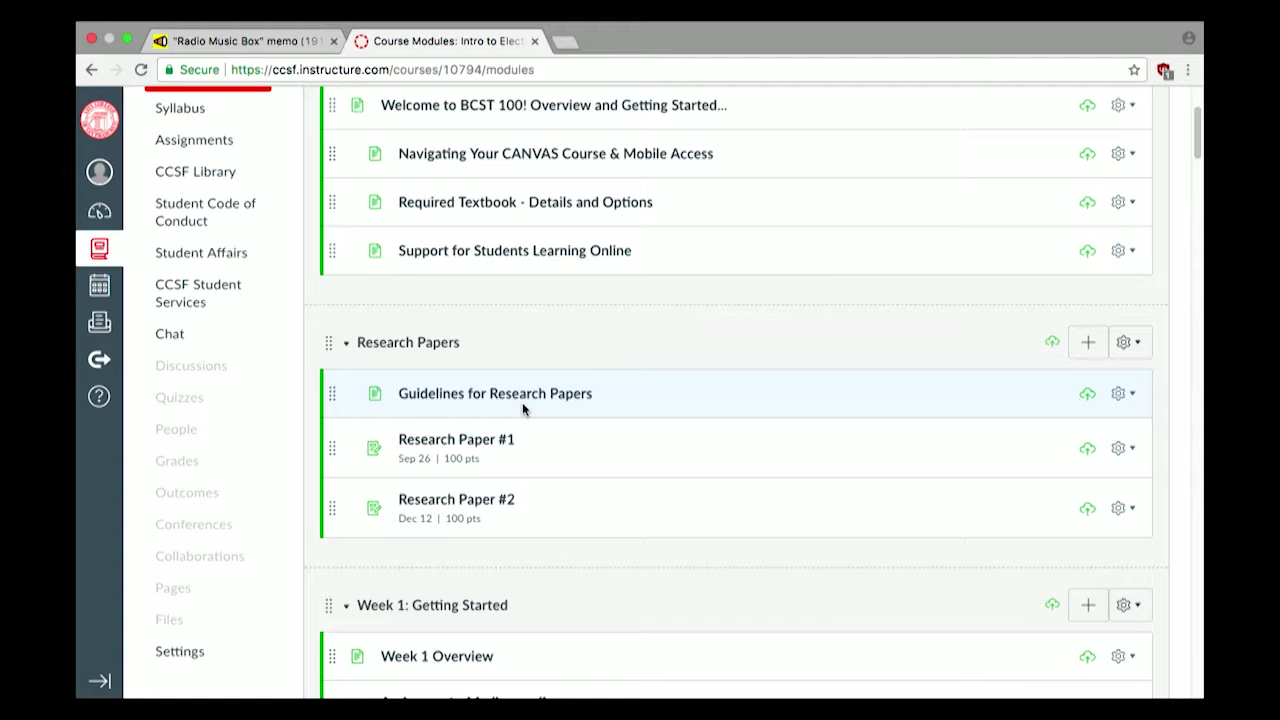 "Radio Music Box" memo (191
Course Modules: Intro to Elect
Secure
https://ccsf.instructure.com/courses/10794/modules
Syllabus
Assignments
CCSF Library
Student Code of
Conduct
Student Affairs
CCSF Student
Services
Chat
Discussions
Quizzes
People
Grades
Outcomes
Conferences
Collaborations
Pages
Files
Settings
Welcome to BCST 100! Overview and Getting Started...
Navigating Your CANVAS Course & Mobile Access
Required Textbook - Details and Options
Support for Students Learning Online
Research Papers
Guidelines for Research Papers
Research Paper #1
Sep 26 | 100 pts
Research Paper #2
Dec 12 | 100 pts
Week 1: Getting Started
Week 1 Overview